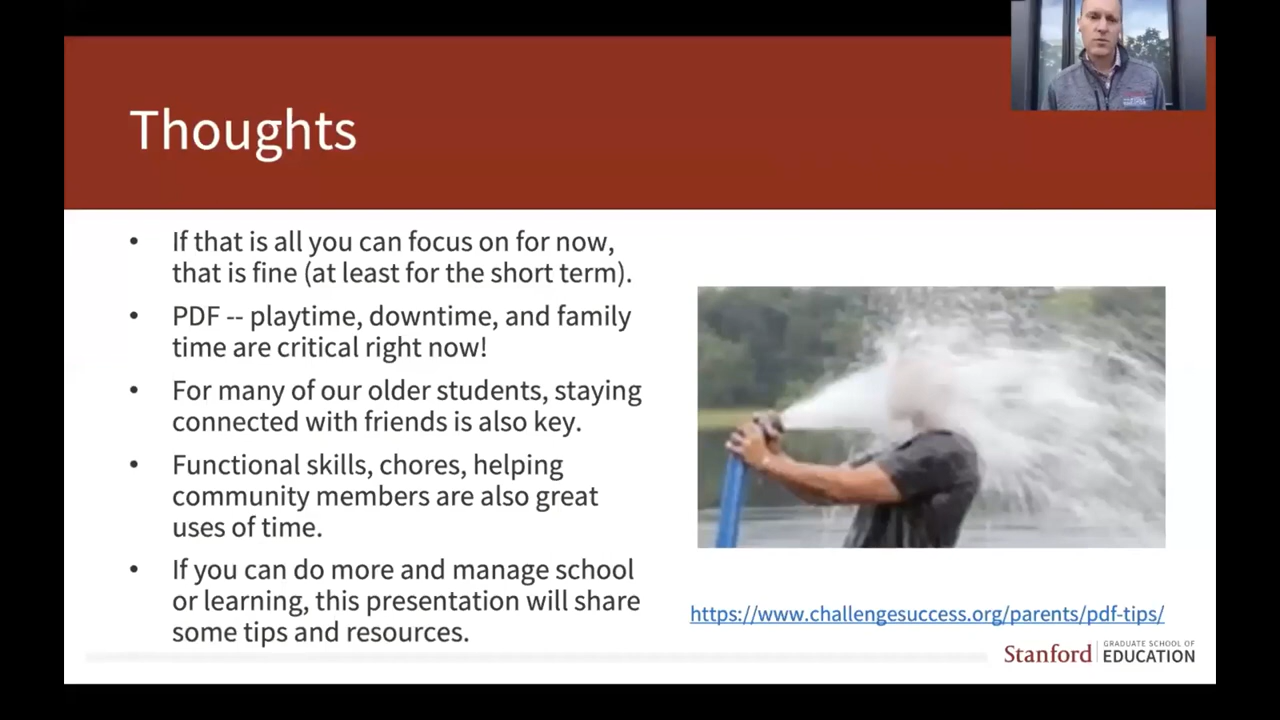 Thoughts
• If that is all you can focus on for now,
that is fine (at least for the short term).
• PDF -- playtime, downtime, and family
time are critical right now!
• For many of our older students, staying
connected with friends is also key.
• Functional skills, chores, helping
community members are also great
uses of time.
• If you can do more and manage school
or learning, this presentation will share
some tips and resources.
https://www.challengesuccess.org/parents/pdf-tips/
Stanford
GRADUATE SCHOOL OF
EDUCATION